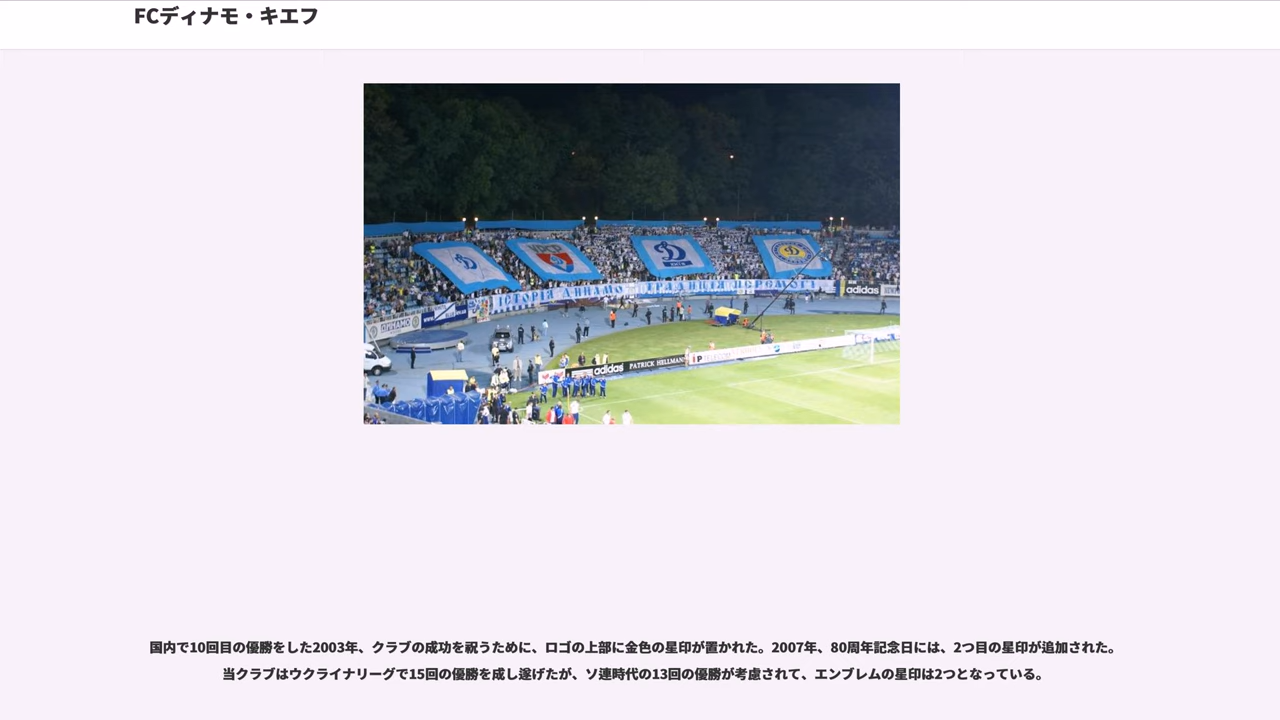 FCディナモ・キエフ
adidas
adidas PATRICK HELLMANN
国内で10回目の優勝をした2003年、クラブの成功を祝うために、ロゴの上部に金色の星印が置かれた。2007年、80周年記念日には、2つ目の星印が追加された。
当クラブはウクライナリーグで15回の優勝を成し遂げたが、ソ連時代の13回の優勝が考慮されて、エンブレムの星印は2つとなっている。